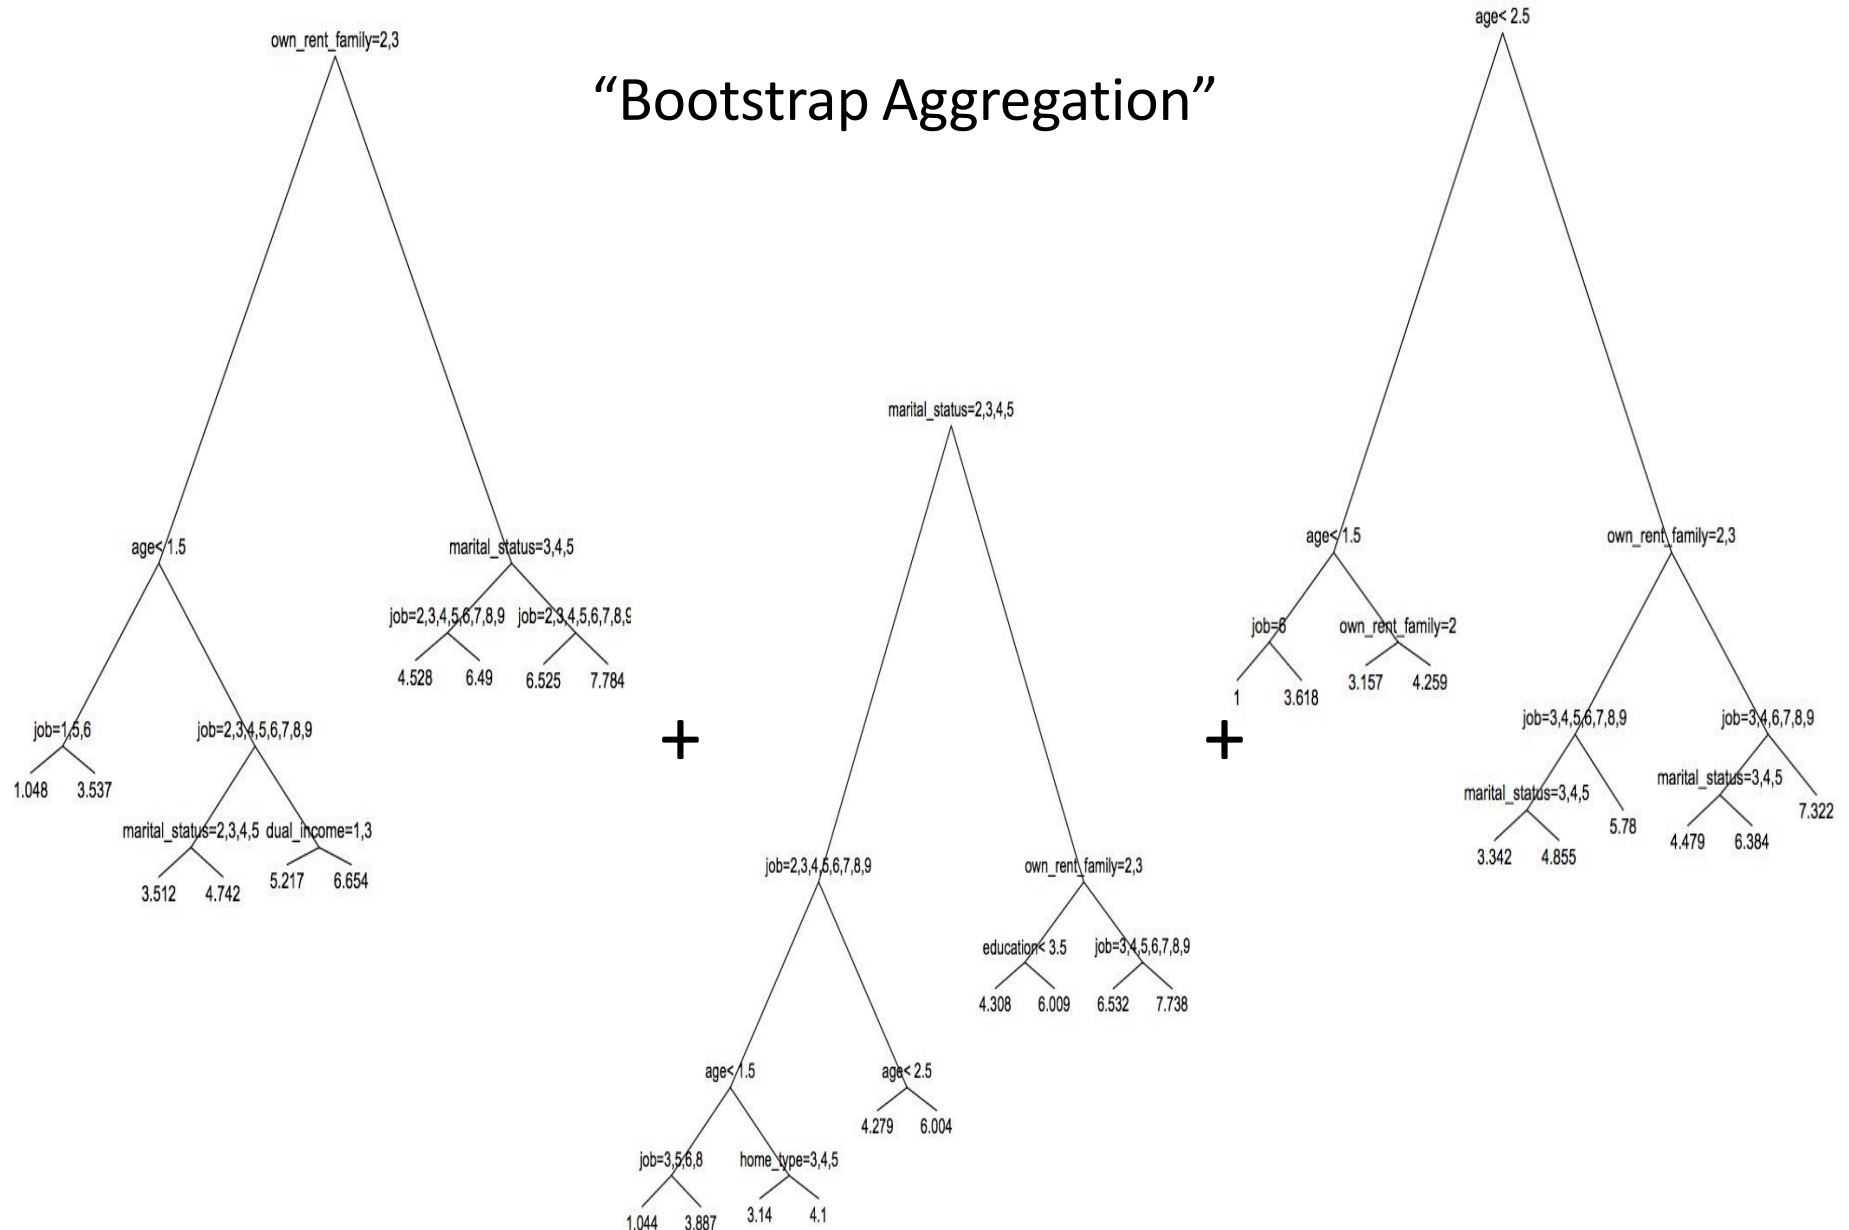 “Bootstrap Aggregation”
own_rent_family=2,3
age< 1.5
marital_status=3,4,5
job=2,3,4,5,6,7,8,9
job=2,3,4,5,6,7,8,9
4.528
6.49
6.525
7.784
job=1,5,6
job=2,3,4,5,6,7,8,9
1.048
3.537
marital_status=2,3,4,5
dual_income=1,3
3.512
4.742
5.217
6.654
+
marital_status=2,3,4,5
job=2,3,4,5,6,7,8,9
own_rent_family=2,3
education< 3.5
job=3,4,5,6,7,8,9
4.308
6.009
6.532
7.738
age< 1.5
age< 2.5
4.279
6.004
job=3,5,6,8
home_type=3,4,5
1.044
3.887
3.14
4.1
+
age< 2.5
age< 1.5
own_rent_family=2,3
job=6
own_rent_family=2
1
3.618
3.157
4.259
job=3,4,5,6,7,8,9
job=3,4,6,7,8,9
marital_status=3,4,5
5.78
marital_status=3,4,5
7.322
3.342
4.855
4.479
6.384